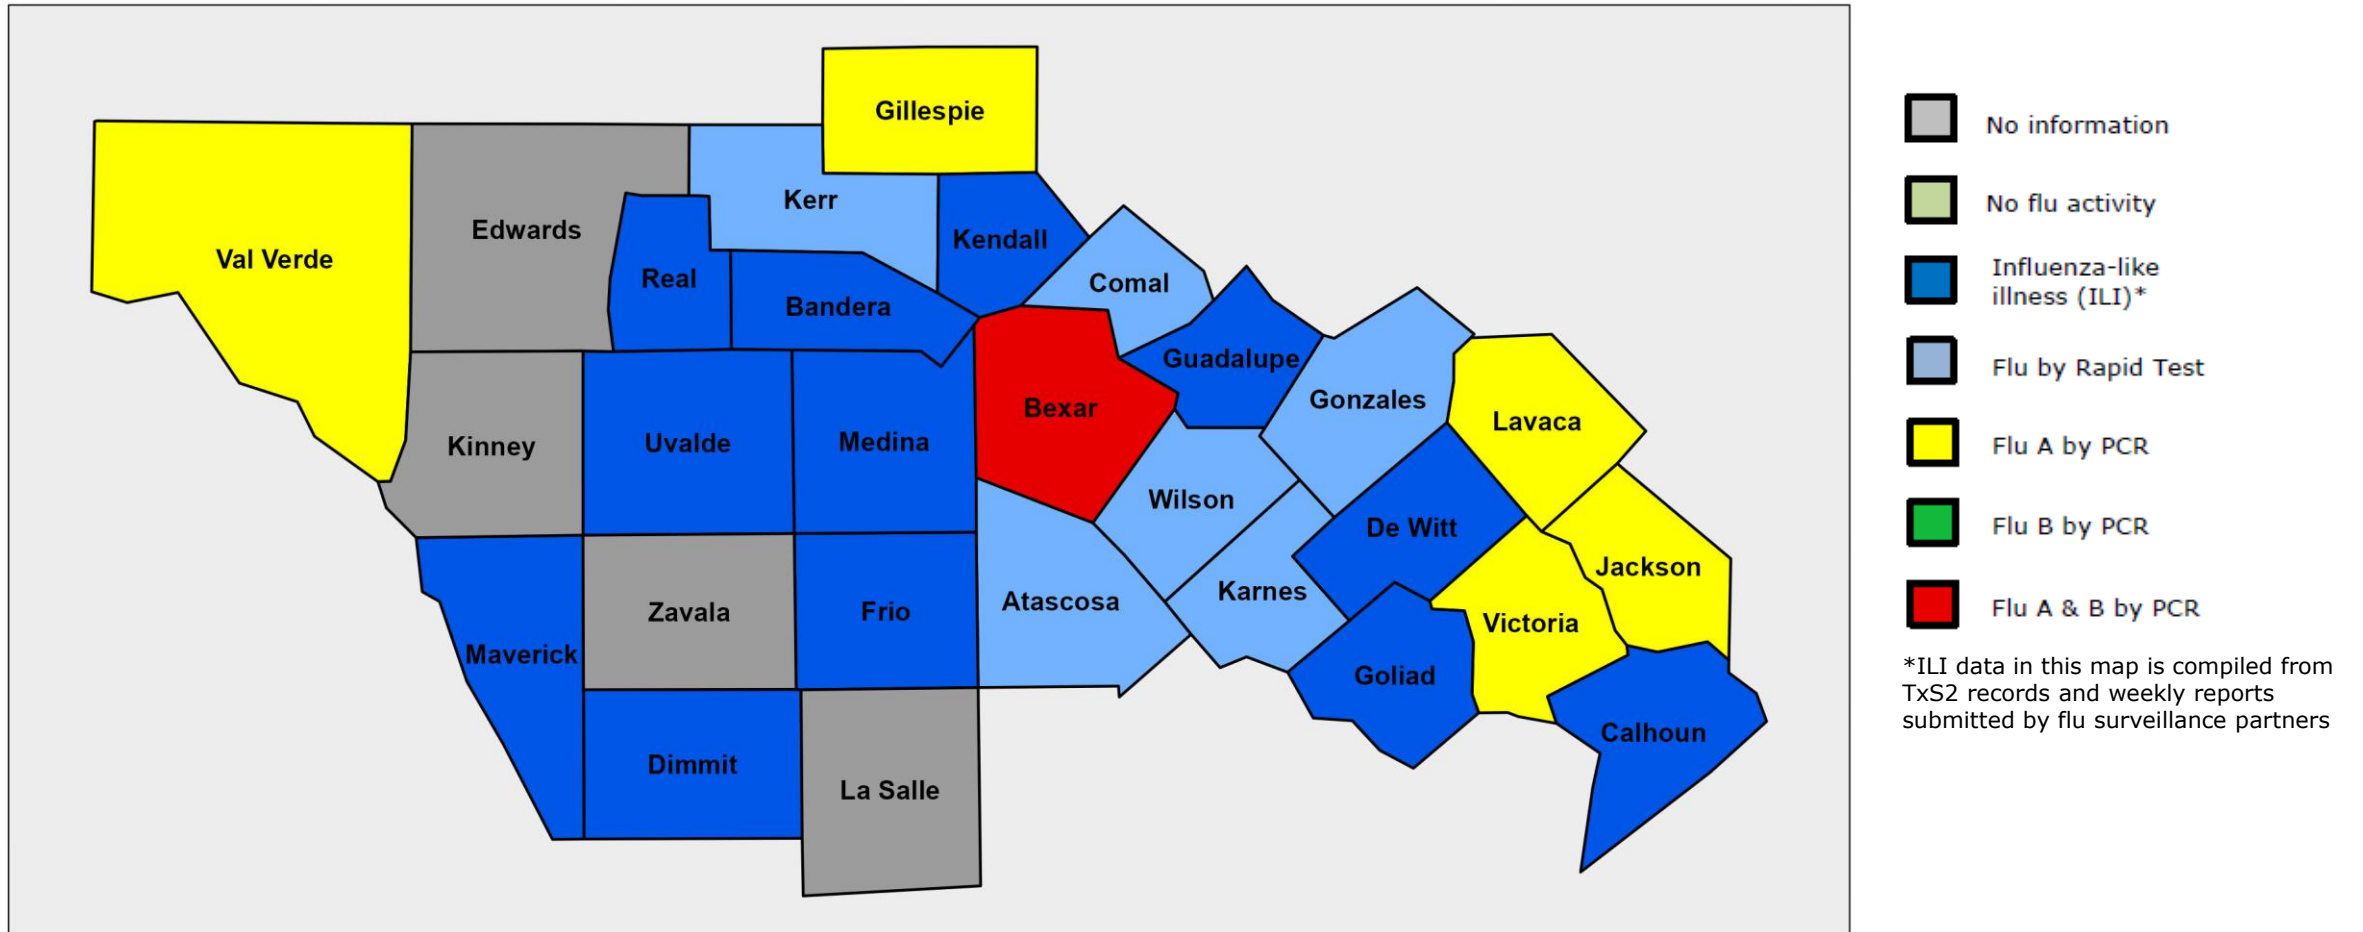 Gillespie
Kerr
Edwards
Kendall
Val Verde
Real
Comal
Bandera
Guadalupe
Gonzales
Bexar
Lavaca
Kinney
Uvalde
Medina
Wilson
De Witt
Jackson
Karnes
Atascosa
Zavala
Frio
Victoria
Maverick
Goliad
Calhoun
Dimmit
La Salle
No information
No flu activity
Influenza-like
illness (ILI)*
Flu by Rapid Test
Flu A by PCR
Flu B by PCR
Flu A & B by PCR
*ILI data in this map is compiled from
TxS2 records and weekly reports
submitted by flu surveillance partners